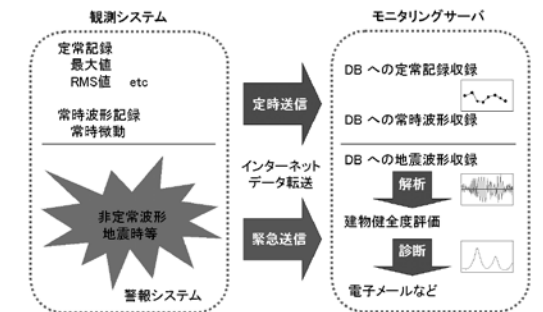 観測システム
定常記録
最大値
RMS値 etc
常時波形記録
常時微動
非定常波形
地震時等
警報システム
定時送信
インターネット
データ転送
緊急送信
モニタリングサーバ
DB への定常記録収録
DB への常時波形収録
DB への地震波形収録
解析
建物健全度評価
診断
電子メールなど